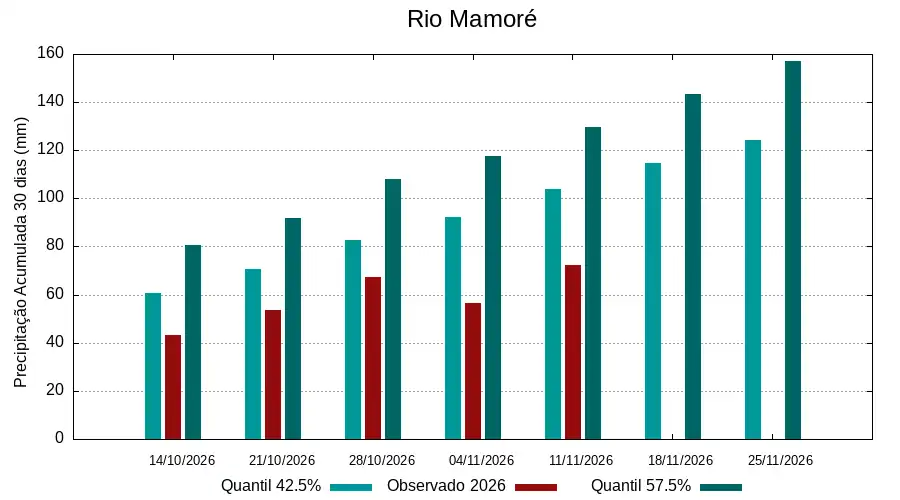 Rio Mamoré
Precipitação Acumulada 30 dias (mm)
160
140
120
100
80
60
40
20
0
14/10/2026 21/10/2026 28/10/2026 04/11/2026 11/11/2026 18/11/2026 25/11/2026
Quantil 42.5% Observado 2026 Quantil 57.5%